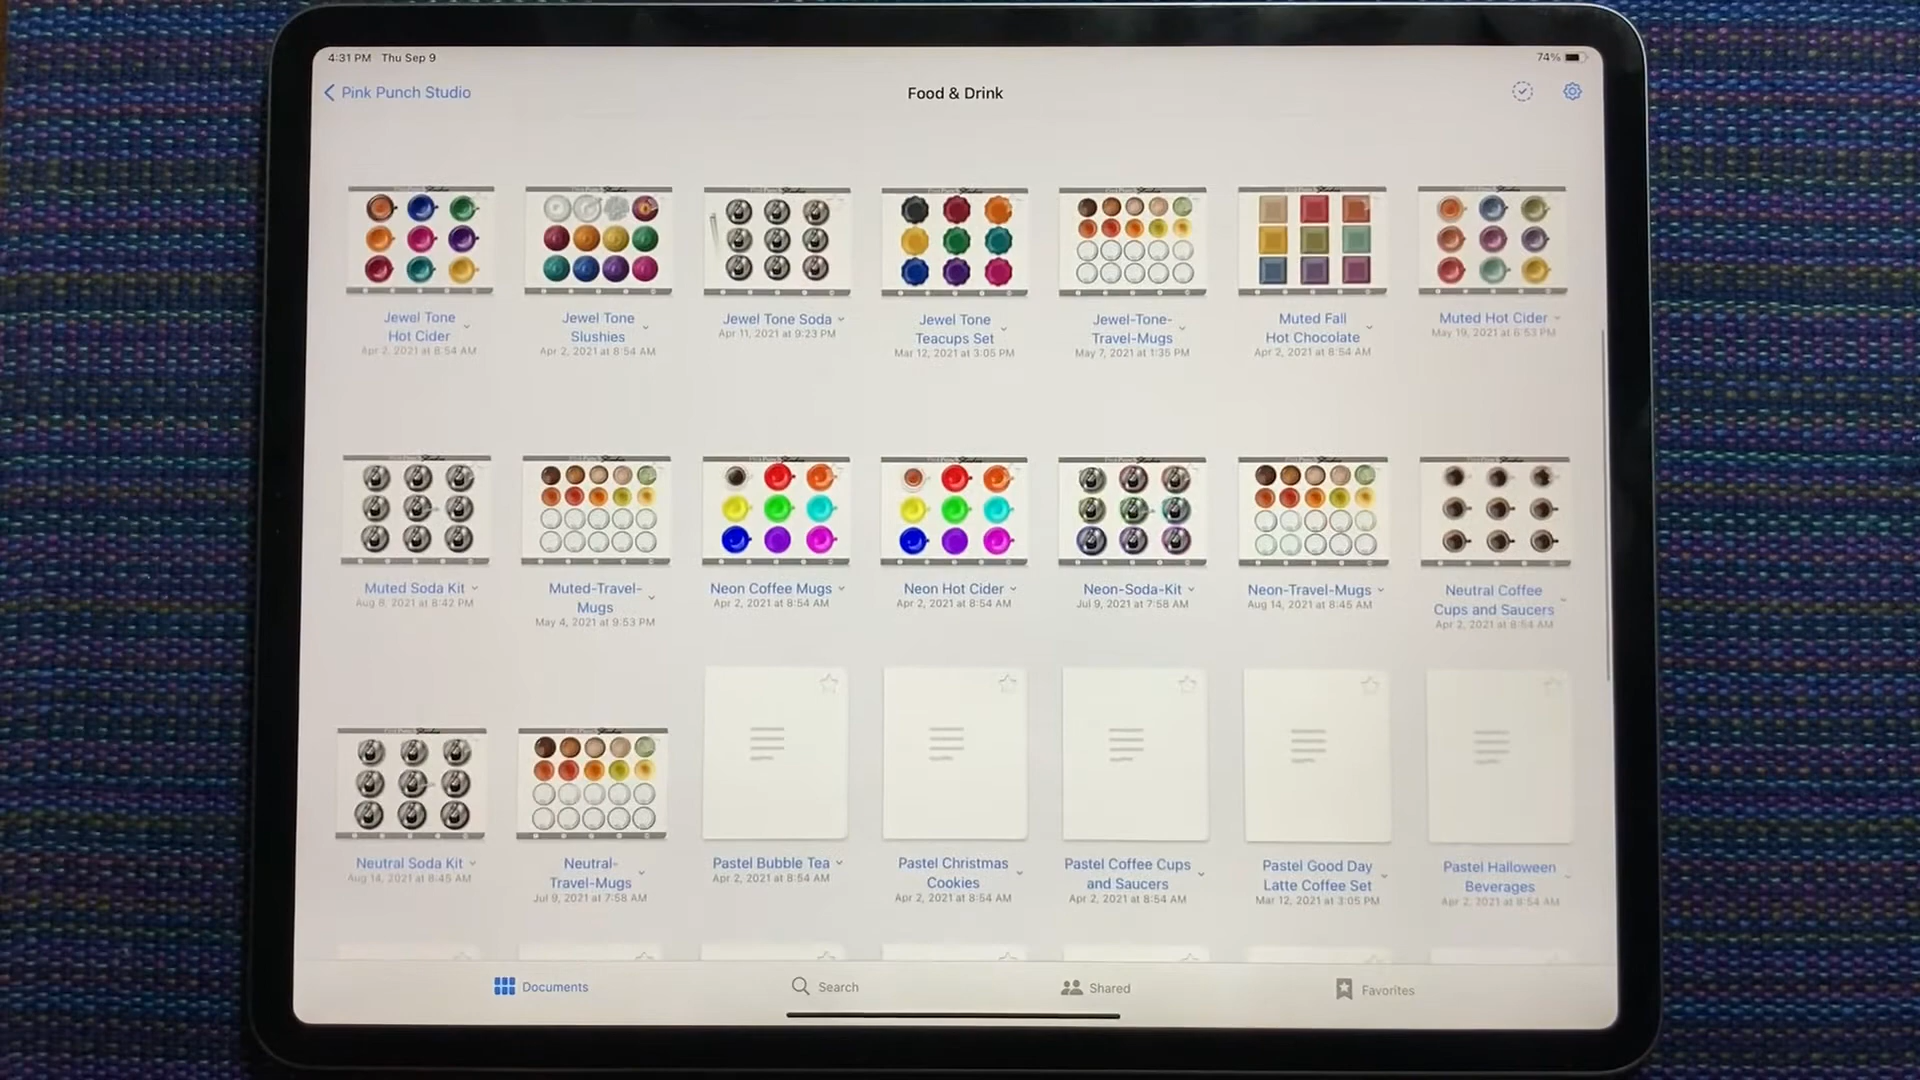 4:31 PM Thu Sep 9
74%
Pink Punch Studio
Food & Drink
Jewel Tone
Hot Cider
Apr 2, 2021 at 8:54 AM
Jewel Tone
Slushies
Apr 2, 2021 at 8:54 AM
Jewel Tone Soda
Apr 11, 2021 at 9:23 PM
Jewel Tone
Teacups Set
Mar 12, 2021 at 3:05 PM
Jewel-Tone-
Travel-Mugs
May 7, 2021 at 1:35 PM
Muted Fall
Hot Chocolate
Apr 2, 2021 at 8:54 AM
Muted Hot Cider
May 19, 2021 at 6:53 PM
Muted Soda Kit
Aug 8, 2021 at 8:42 PM
Muted-Travel-
Mugs
May 4, 2021 at 9:53 PM
Neon Coffee Mugs
Apr 2, 2021 at 8:54 AM
Neon Hot Cider
Apr 2, 2021 at 8:54 AM
Neon-Soda-Kit
Jul 9, 2021 at 7:58 AM
Neon-Travel-Mugs
Aug 14, 2021 at 8:45 AM
Neutral Coffee
Cups and Saucers
Apr 2, 2021 at 8:54 AM
Neutral Soda Kit
Aug 14, 2021 at 8:45 AM
Neutral-
Travel-Mugs
Jul 9, 2021 at 7:58 AM
Pastel Bubble Tea
Apr 2, 2021 at 8:54 AM
Pastel Christmas
Cookies
Apr 2, 2021 at 8:54 AM
Pastel Coffee Cups
and Saucers
Apr 2, 2021 at 8:54 AM
Pastel Good Day
Latte Coffee Set
Mar 12, 2021 at 3:05 PM
Pastel Halloween
Beverages
Apr 2, 2021 at 8:54 AM
Documents
Search
Shared
Favorites